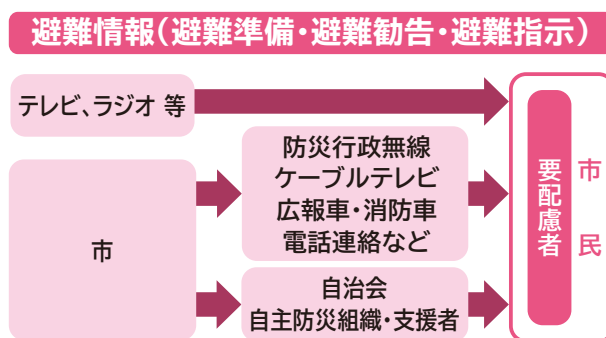 避難情報(避難準備・避難勧告・避難指示)
テレビ、ラジオ 等
市
防災行政無線
ケーブルテレビ
広報車・消防車
電話連絡など
自治会
自主防災組織・支援者
要配慮者
市民